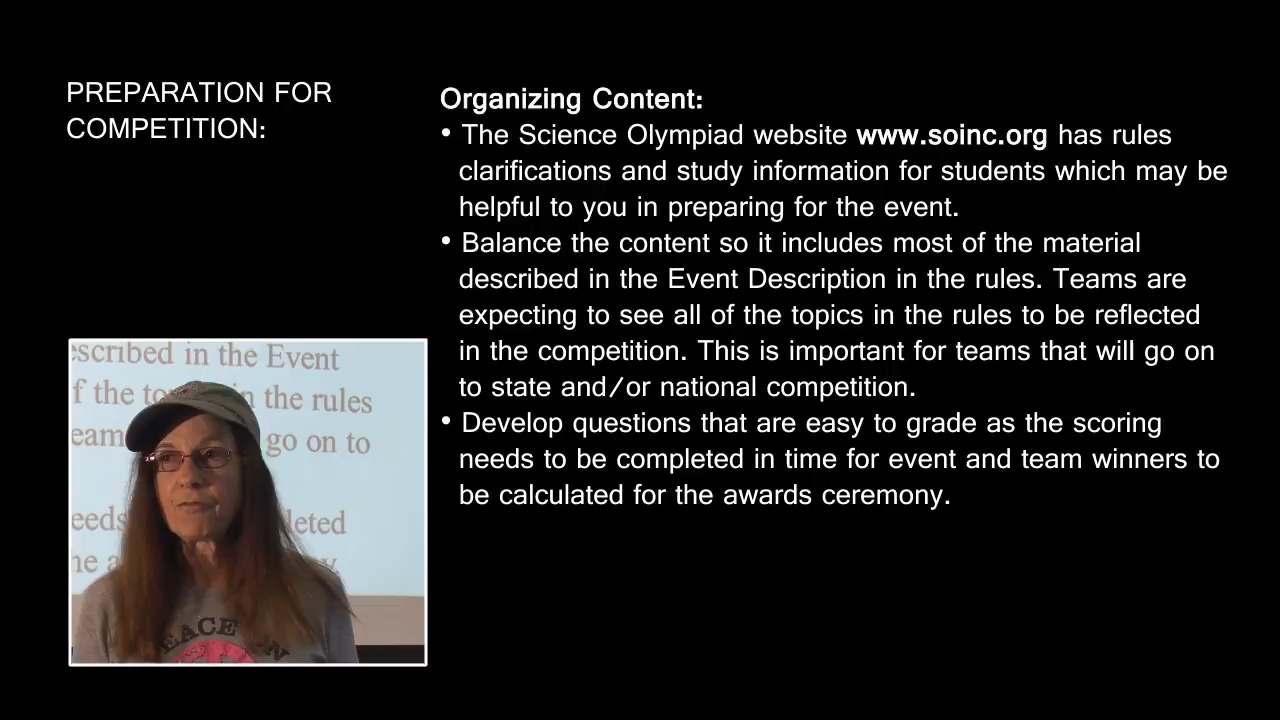 PREPARATION FOR
COMPETITION:
Organizing Content:
• The Science Olympiad website www.soinc.org has rules
clarifications and study information for students which may be
helpful to you in preparing for the event.
• Balance the content so it includes most of the material
described in the Event Description in the rules. Teams are
expecting to see all of the topics in the rules to be reflected
in the competition. This is important for teams that will go on
to state and/or national competition.
• Develop questions that are easy to grade as the scoring
needs to be completed in time for event and team winners to
be calculated for the awards ceremony.
escribed in the Event
f the in the rules
go on to